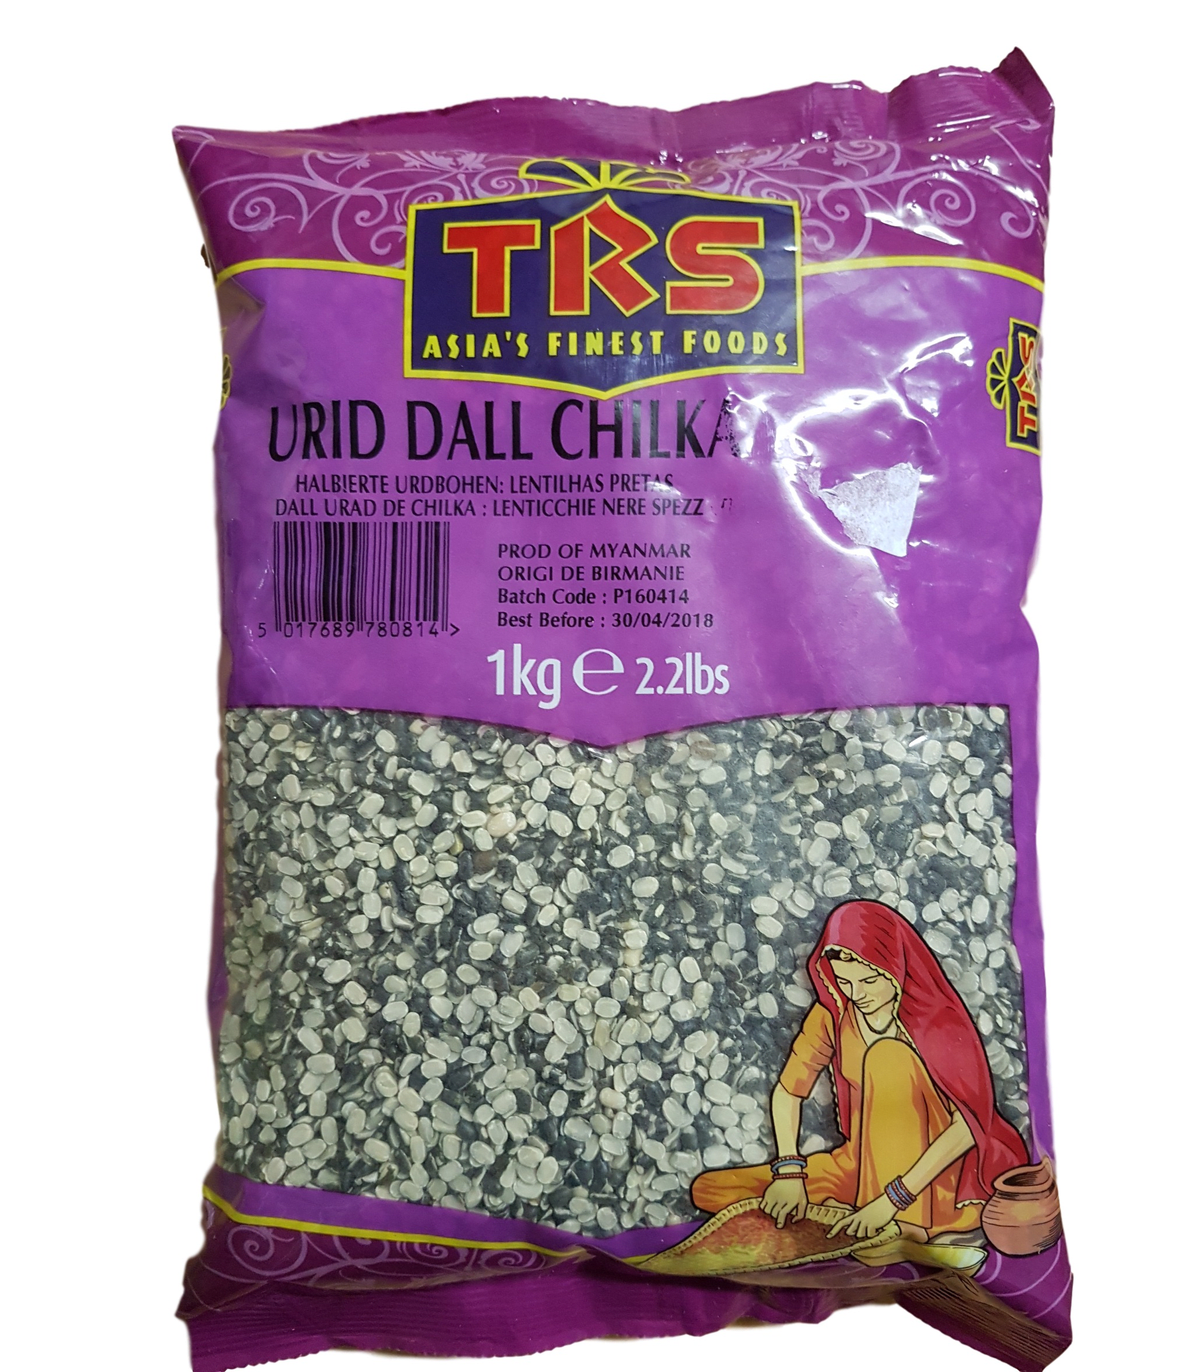 TRS
ASIA'S FINEST FOODS
URID DALL CHILKA
HALBIERTE URDBOHEN: LENTILHAS PRETAS
DALL URAD DE CHILKA : LENTICCHIE NERE SPEZZ
PROD OF MYANMAR
ORIGI DE BIRMANIE
Batch Code : P160414
Best Before : 30/04/2018
5 017689 780814 >
1kg ℮ 2.2lbs
TRS